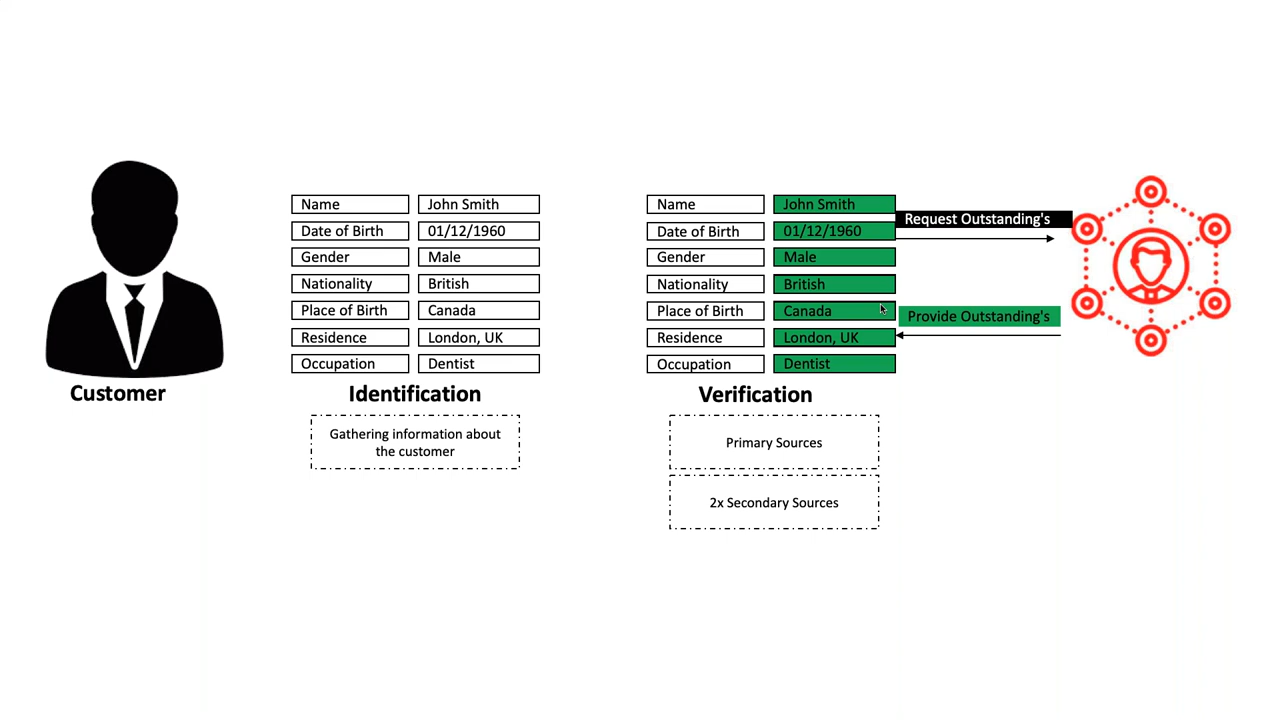 Name John Smith
Date of Birth 01/12/1960
Gender Male
Nationality British
Place of Birth Canada
Residence London, UK
Occupation Dentist
Customer
Identification
Gathering information about
the customer
Name John Smith
Date of Birth 01/12/1960
Gender Male
Nationality British
Place of Birth Canada
Residence London, UK
Occupation Dentist
Verification
Primary Sources
2x Secondary Sources
Request Outstanding's
Provide Outstanding's